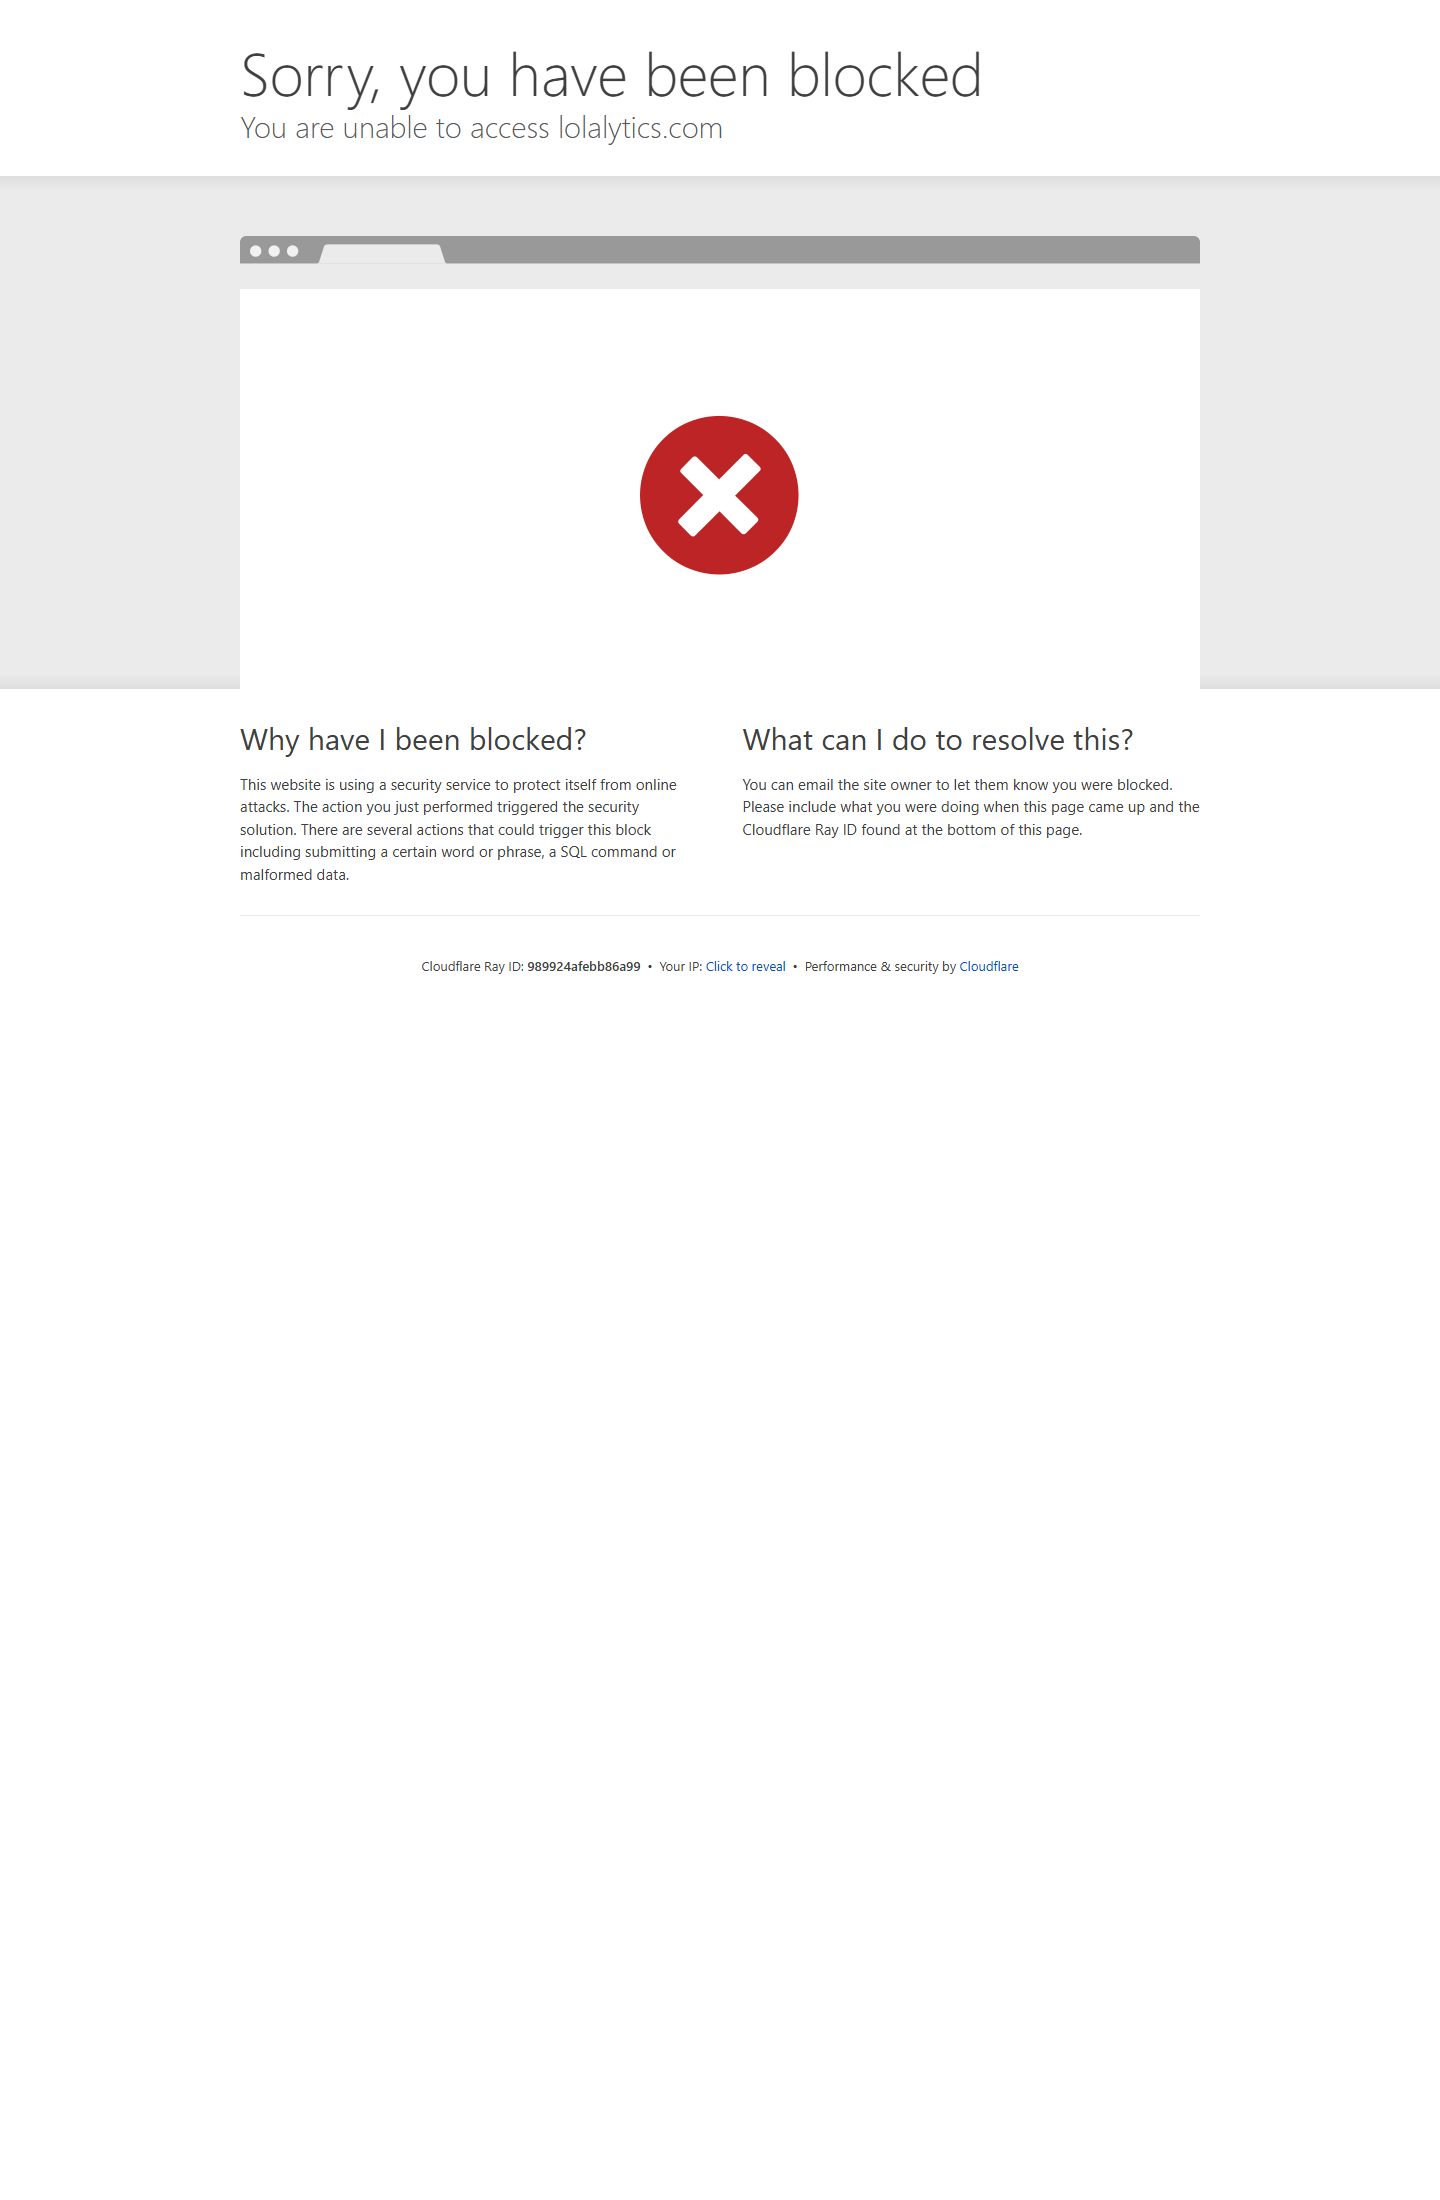 Sorry, you have been blocked
You are unable to access lolalytics.com
Why have I been blocked?
This website is using a security service to protect itself from online
attacks. The action you just performed triggered the security
solution. There are several actions that could trigger this block
including submitting a certain word or phrase, a SQL command or
malformed data.
What can I do to resolve this?
You can email the site owner to let them know you were blocked.
Please include what you were doing when this page came up and the
Cloudflare Ray ID found at the bottom of this page.
Cloudflare Ray ID: 989924afebb86a99 • Your IP: Click to reveal • Performance & security by Cloudflare